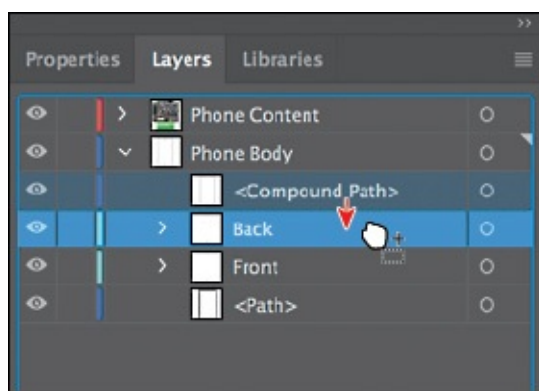 Properties Layers Libraries
Phone Content
Phone Body
<Compound Path>
Back
Front
<Path>